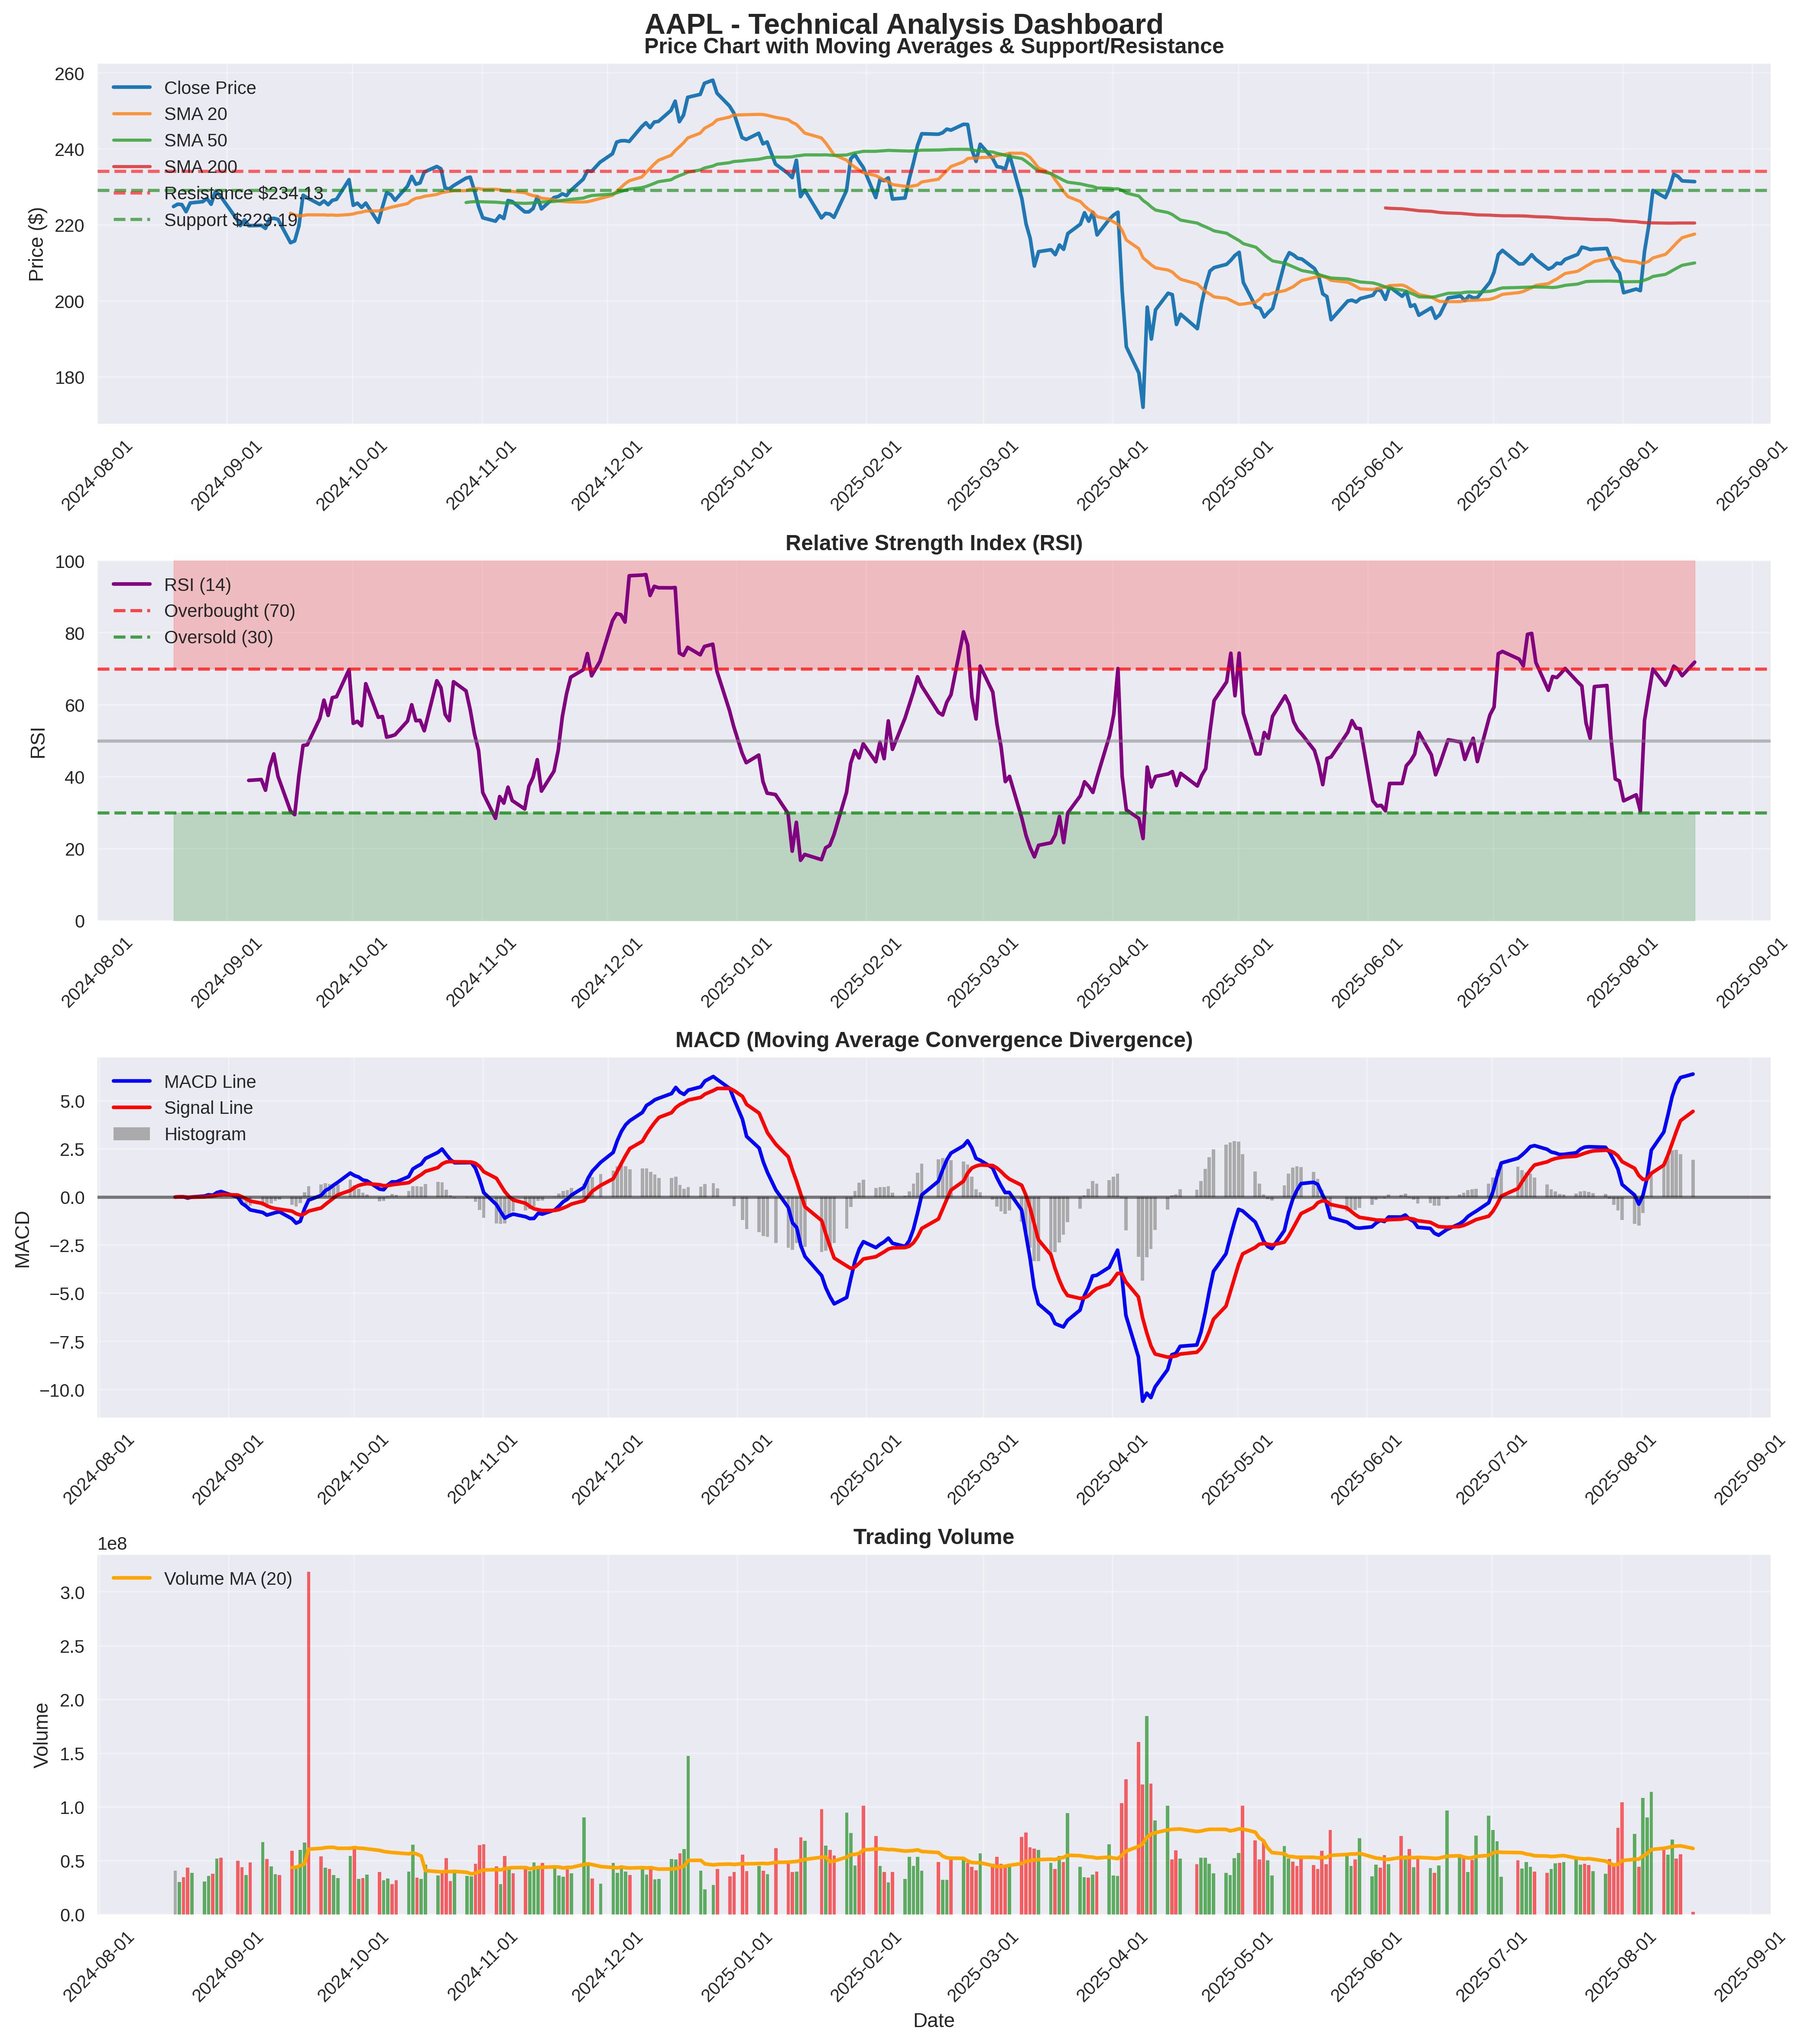 AAPL - Technical Analysis Dashboard
Price Chart with Moving Averages & Support/Resistance
Close Price
SMA 20
SMA 50
SMA 200
Resistance $234.13
Support $229.19
Price ($)
260
240
220
200
180
2024-08-01 2024-09-01 2024-10-01 2024-11-01 2024-12-01 2025-01-01 2025-02-01 2025-03-01 2025-04-01 2025-05-01 2025-06-01 2025-07-01 2025-08-01 2025-09-01
Relative Strength Index (RSI)
RSI (14)
Overbought (70)
Oversold (30)
RSI
100
80
60
40
20
0
2024-08-01 2024-09-01 2024-10-01 2024-11-01 2024-12-01 2025-01-01 2025-02-01 2025-03-01 2025-04-01 2025-05-01 2025-06-01 2025-07-01 2025-08-01 2025-09-01
MACD (Moving Average Convergence Divergence)
MACD Line
Signal Line
Histogram
MACD
5.0
2.5
0.0
−2.5
−5.0
−7.5
−10.0
2024-08-01 2024-09-01 2024-10-01 2024-11-01 2024-12-01 2025-01-01 2025-02-01 2025-03-01 2025-04-01 2025-05-01 2025-06-01 2025-07-01 2025-08-01 2025-09-01
Trading Volume
1e8
Volume MA (20)
Volume
3.0
2.5
2.0
1.5
1.0
0.5
0.0
2024-08-01 2024-09-01 2024-10-01 2024-11-01 2024-12-01 2025-01-01 2025-02-01 2025-03-01 2025-04-01 2025-05-01 2025-06-01 2025-07-01 2025-08-01 2025-09-01
Date